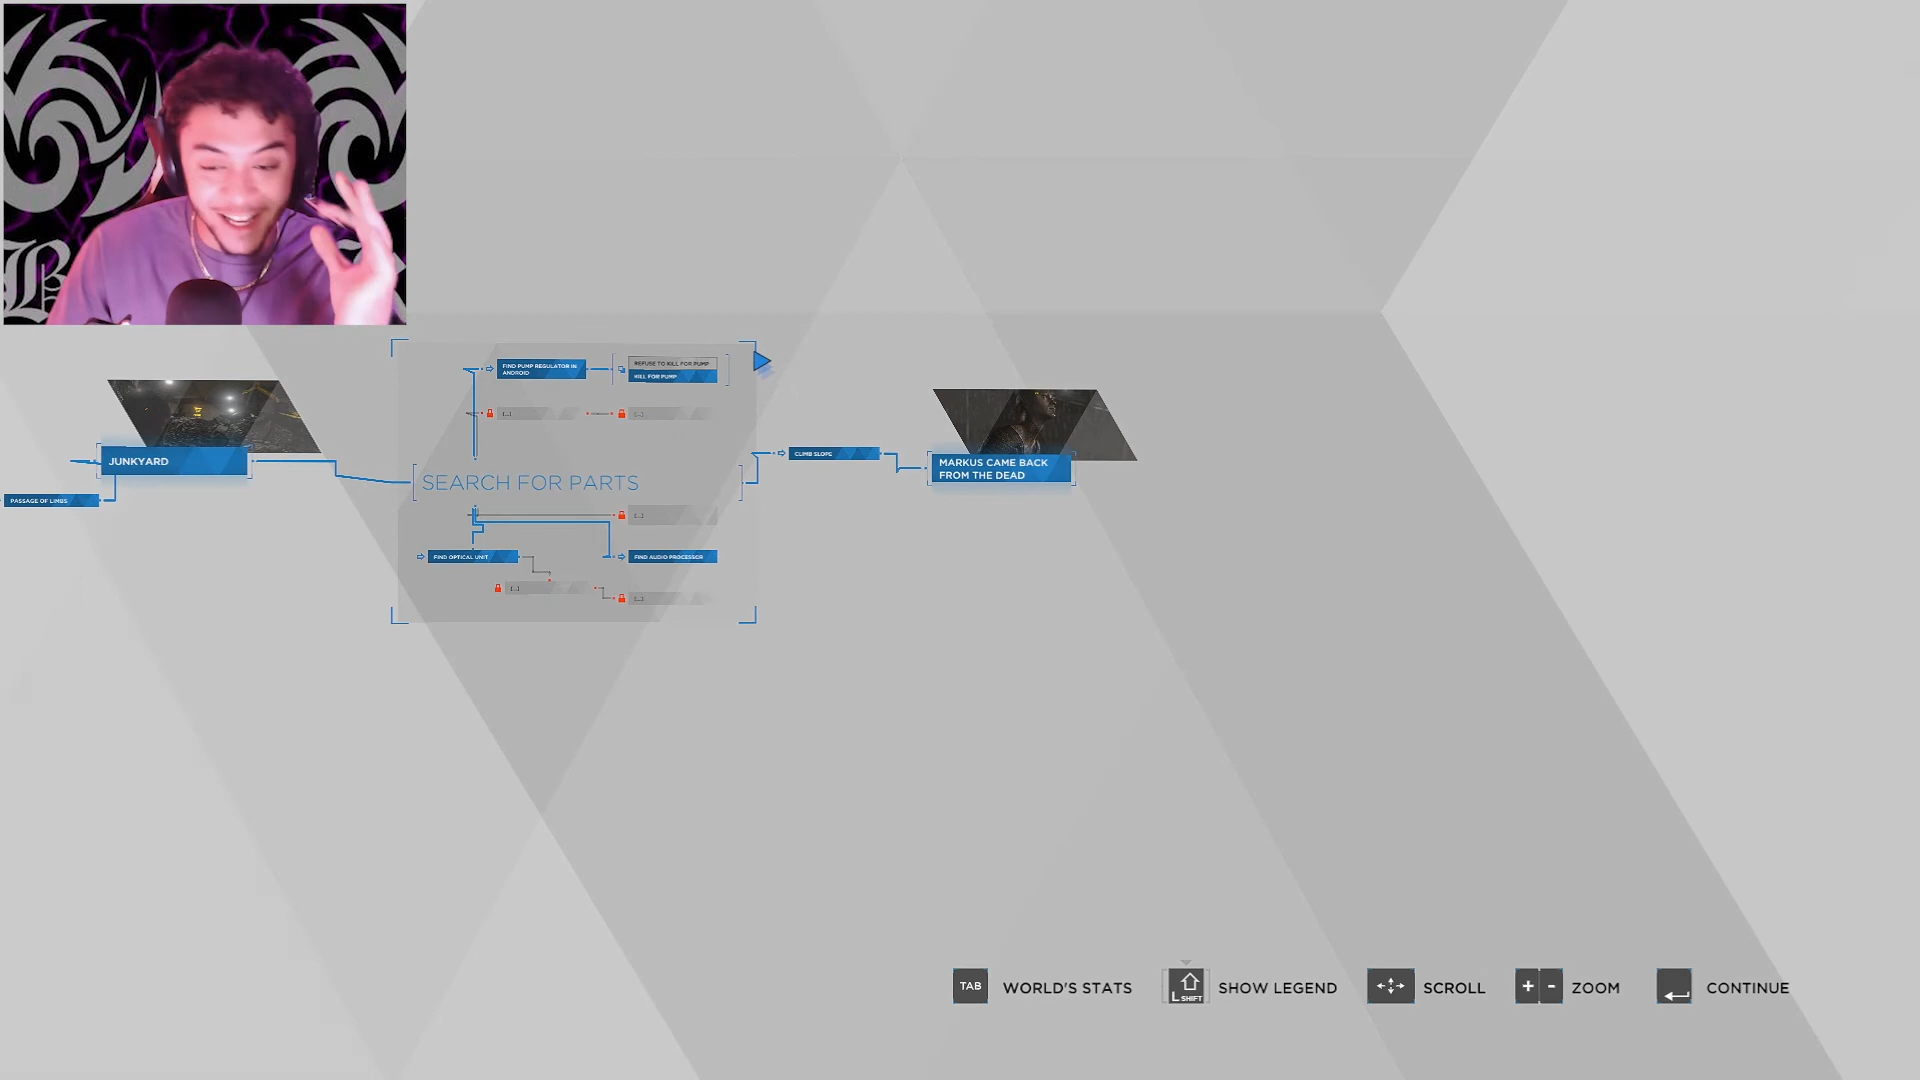 B
FIND PUMP REGULATOR IN
ANDROID
REFUSE TO KILL FOR PUMP
KILL FOR PUMP
[...]
[...]
JUNKYARD
PASSAGE OF LIMBS
SEARCH FOR PARTS
CLIMB SLOPE
MARKUS CAME BACK
FROM THE DEAD
[...]
FIND OPTICAL UNIT
FIND AUDIO PROCESSOR
[...]
[...]
TAB
WORLD'S STATS
L SHIFT
SHOW LEGEND
SCROLL
+ -
ZOOM
CONTINUE